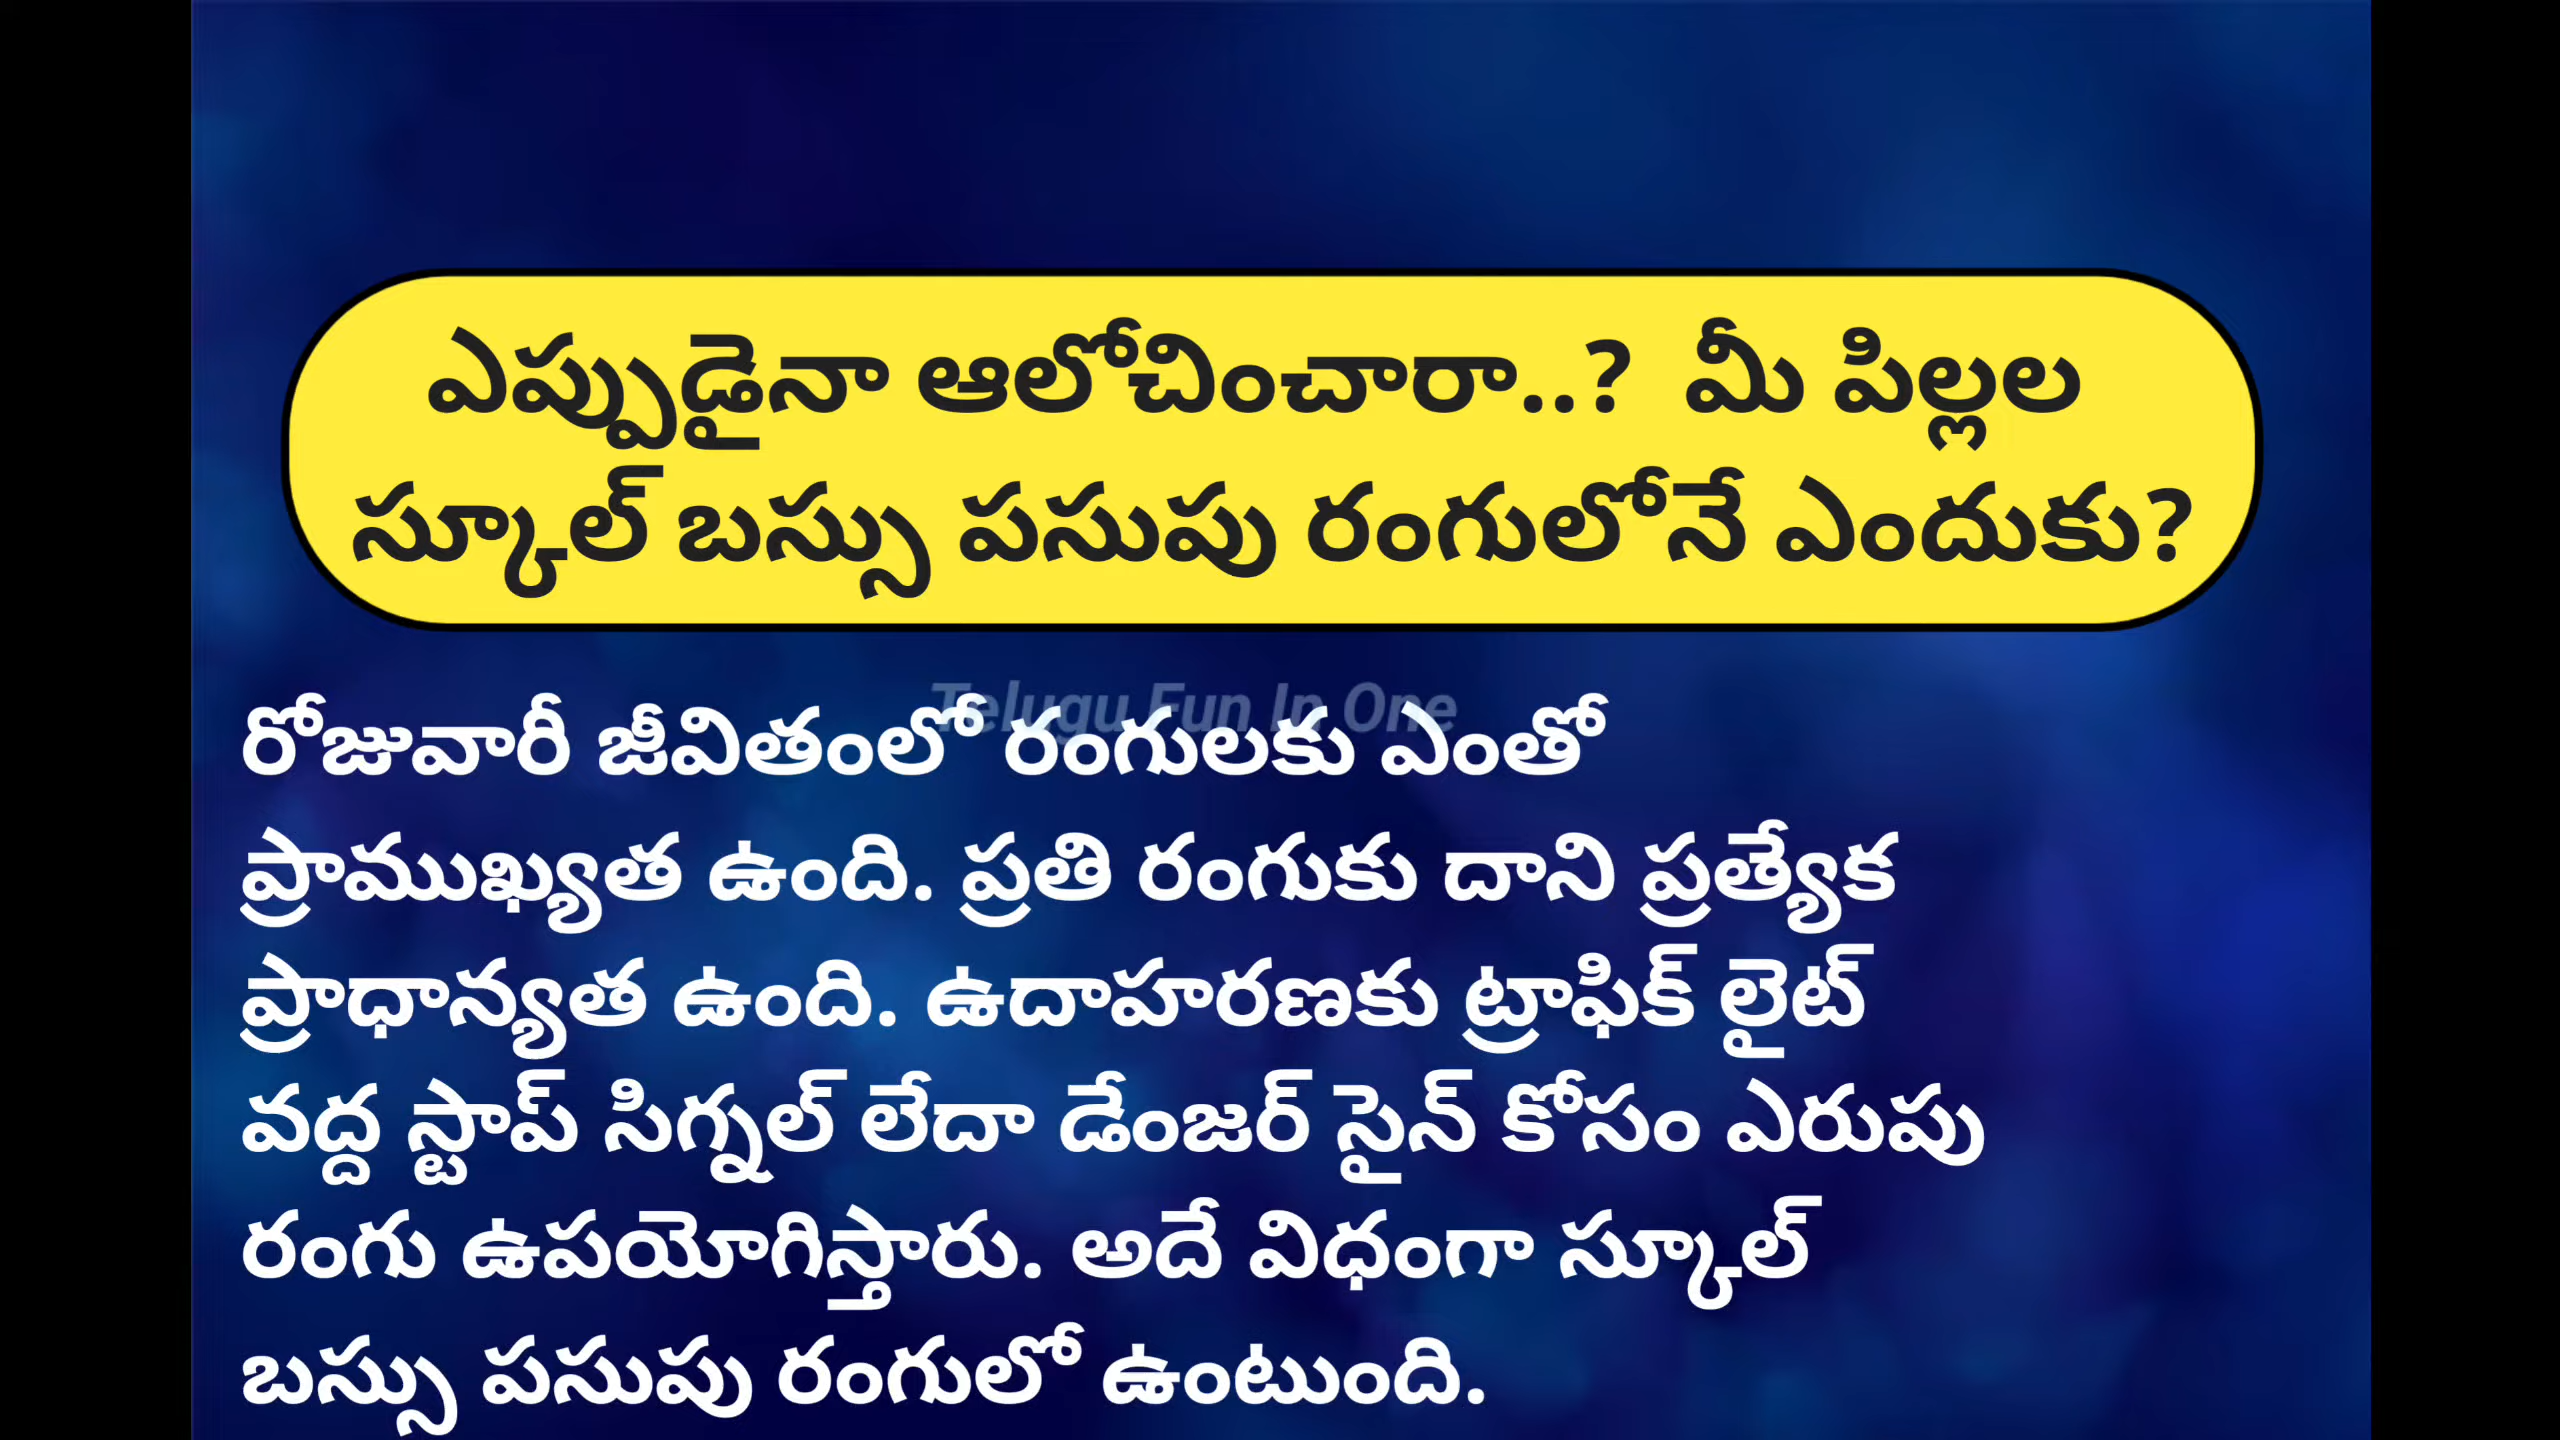 ఎప్పుడైనా ఆలోచించారా..? మీ పిల్లల
స్కూల్ బస్సు పసుపు రంగులోనే ఎందుకు?
Telugu Fun In One
రోజువారీ జీవితంలో రంగులకు ఎంతో
ప్రాముఖ్యత ఉంది. ప్రతి రంగుకు దాని ప్రత్యేక
ప్రాధాన్యత ఉంది. ఉదాహరణకు ట్రాఫిక్ లైట్
వద్ద స్టాప్ సిగ్నల్ లేదా డేంజర్ సైన్ కోసం ఎరుపు
రంగు ఉపయోగిస్తారు. అదే విధంగా స్కూల్
బస్సు పసుపు రంగులో ఉంటుంది.